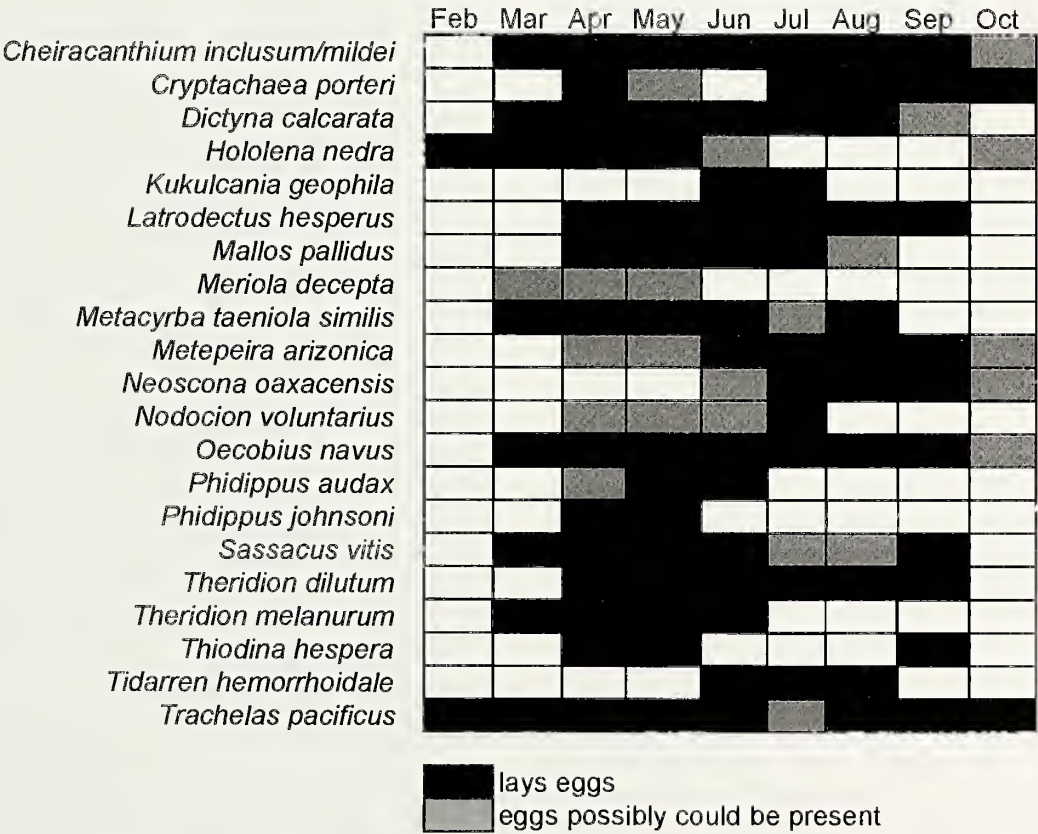 Feb Mar Apr May Jun Jul Aug Sep Oct
Cheiracanthium inclusum/mildei
Cryptachaea porteri
Dictyna calcarata
Hololena nedra
Kukulcania geophila
Latrodectus hesperus
Mallos pallidus
Meriola decepta
Metacyrba taeniola similis
Metepeira arizonica
Neoscona oaxacensis
Nodocion voluntarius
Oecobius navus
Phidippus audax
Phidippus johnsoni
Sassacus vitis
Theridion dilutum
Theridion melanurum
Thiodina hespera
Tidarren hemorrhoidale
Trachelas pacificus
lays eggs
eggs possibly could be present